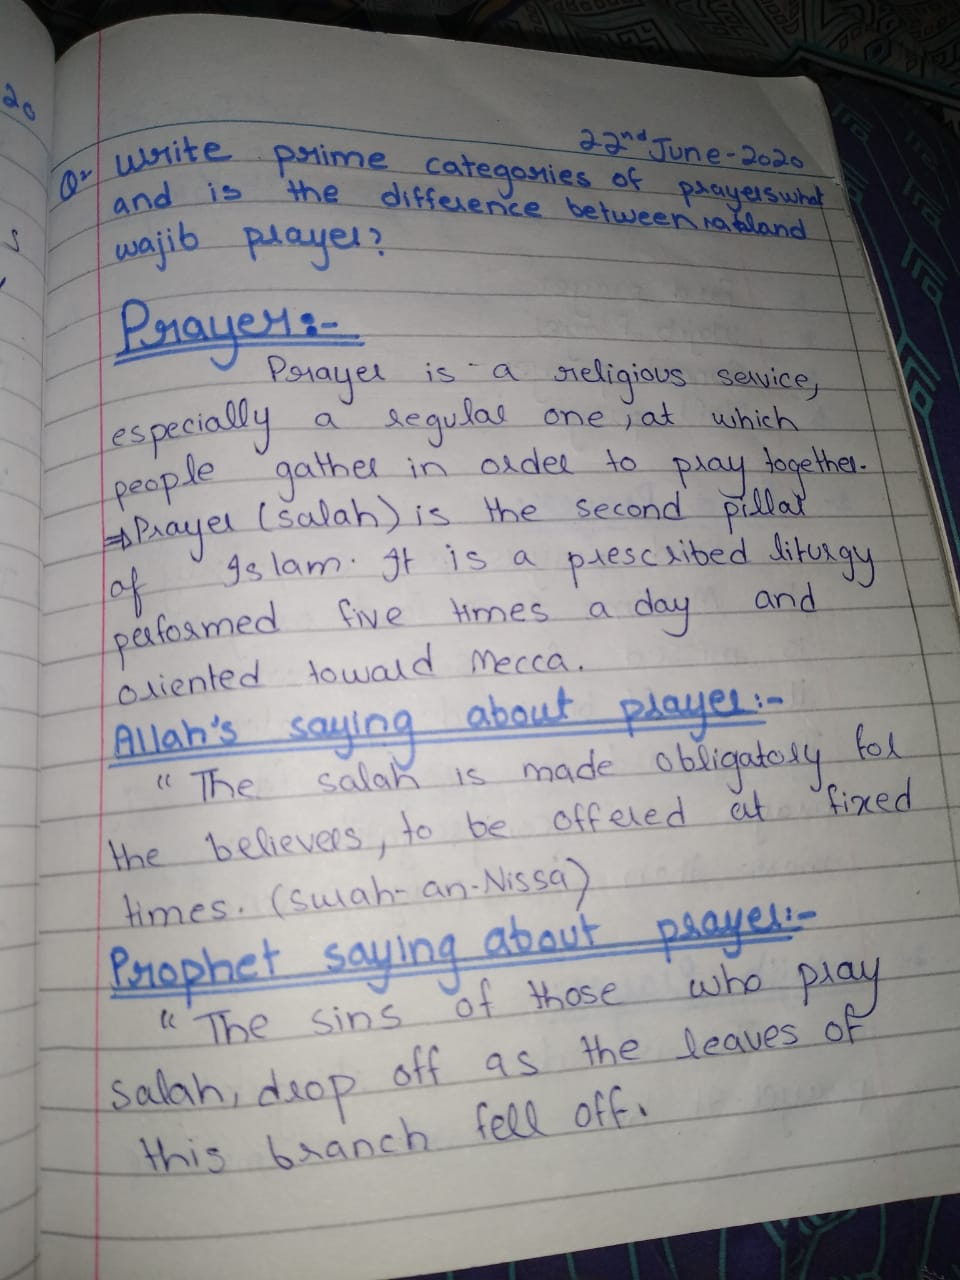 20
s
22nd June-2020
Q:- write prime categories of prayers what
and is the difference between nafl and
wajib prayer?
Prayer:-
Prayer is a religious service,
especially a regular one, at which
people gather in order to pray together.
⇒ Prayer (salah) is the second pillar
of Islam. It is a prescribed liturgy
performed five times a day and
oriented toward Mecca.
Allah's saying about prayer:-
“ The salah is made obligatory for
the believers, to be offered at fixed
times. (surah-an-Nissa)
Prophet saying about prayer:-
“ The sins of those who pray
salah, drop off as the leaves of
this branch fell off.